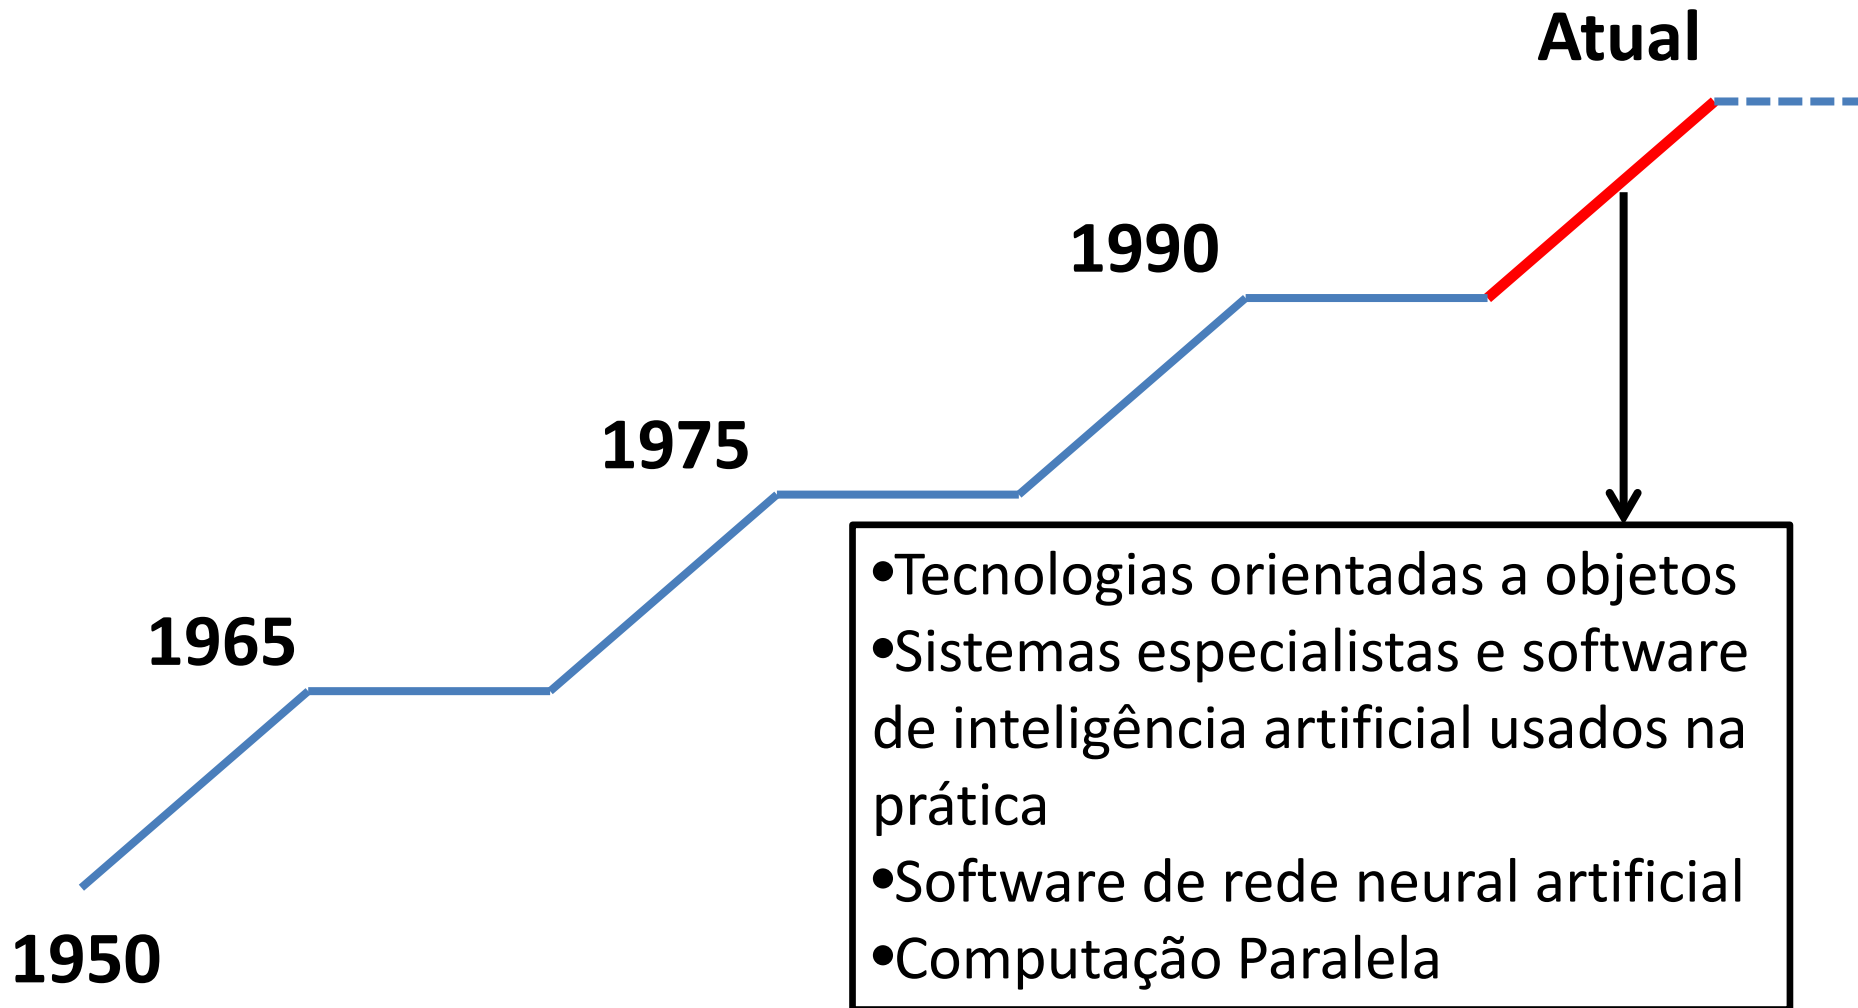 Atual
1990
1975
1965
1950
•Tecnologias orientadas a objetos
•Sistemas especialistas e software
de inteligência artificial usados na
prática
•Software de rede neural artificial
•Computação Paralela